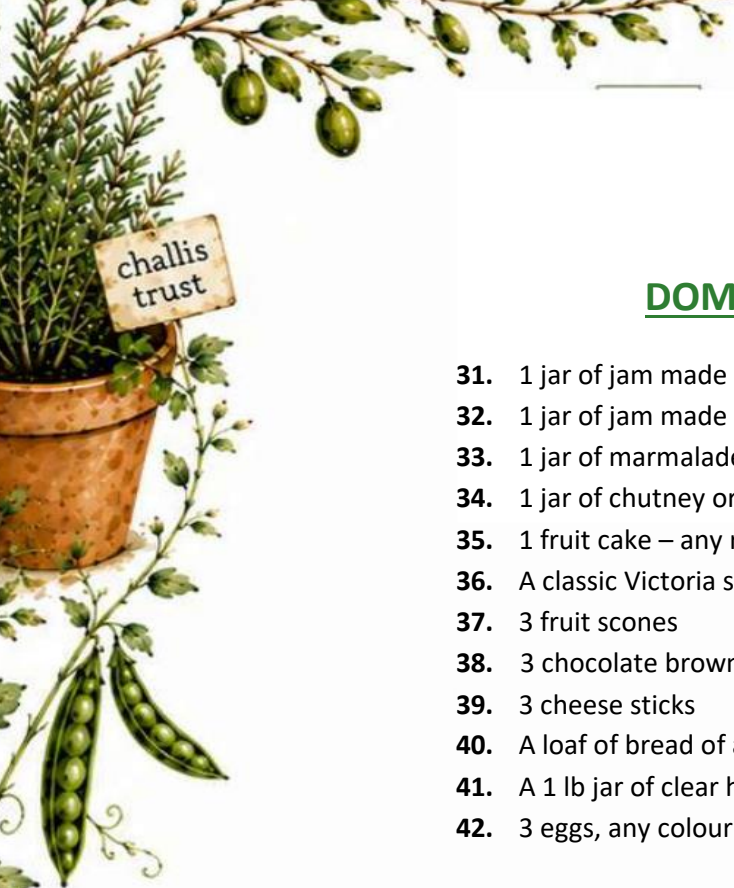 challis
trust
DOM
31. 1 jar of jam made
32. 1 jar of jam made
33. 1 jar of marmalade
34. 1 jar of chutney or
35. 1 fruit cake – any
36. A classic Victoria s
37. 3 fruit scones
38. 3 chocolate brown
39. 3 cheese sticks
40. A loaf of bread of
41. A 1 lb jar of clear h
42. 3 eggs, any colour